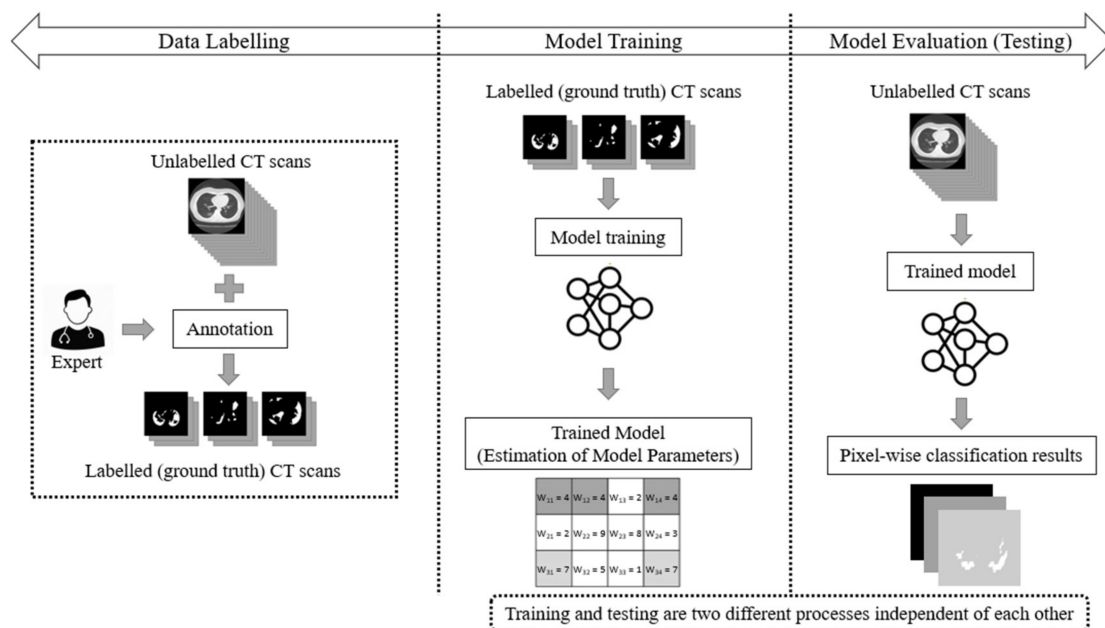 Data Labelling
Model Training
Model Evaluation (Testing)
Unlabelled CT scans
Expert
Annotation
Labelled (ground truth) CT scans
Labelled (ground truth) CT scans
Model training
Trained Model
(Estimation of Model Parameters)
W11 = 4 W12 = 4 W13 = 2 W14 = 4
W21 = 2 W22 = 9 W23 = 8 W24 = 3
W31 = 7 W32 = 5 W33 = 1 W34 = 7
Unlabelled CT scans
Trained model
Pixel-wise classification results
Training and testing are two different processes independent of each other